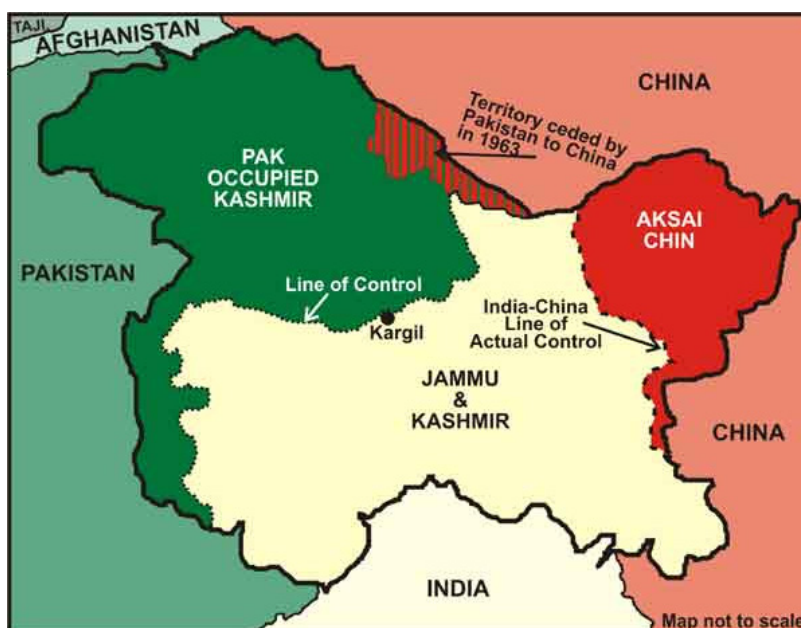 TAJI.
AFGHANISTAN
CHINA
Territory ceded by
Pakistan to China
in 1963
PAK
OCCUPIED
KASHMIR
AKSAI
CHIN
PAKISTAN
Line of Control
India-China
Line of
Actual Control
Kargil
JAMMU
&
KASHMIR
CHINA
INDIA
Map not to scale